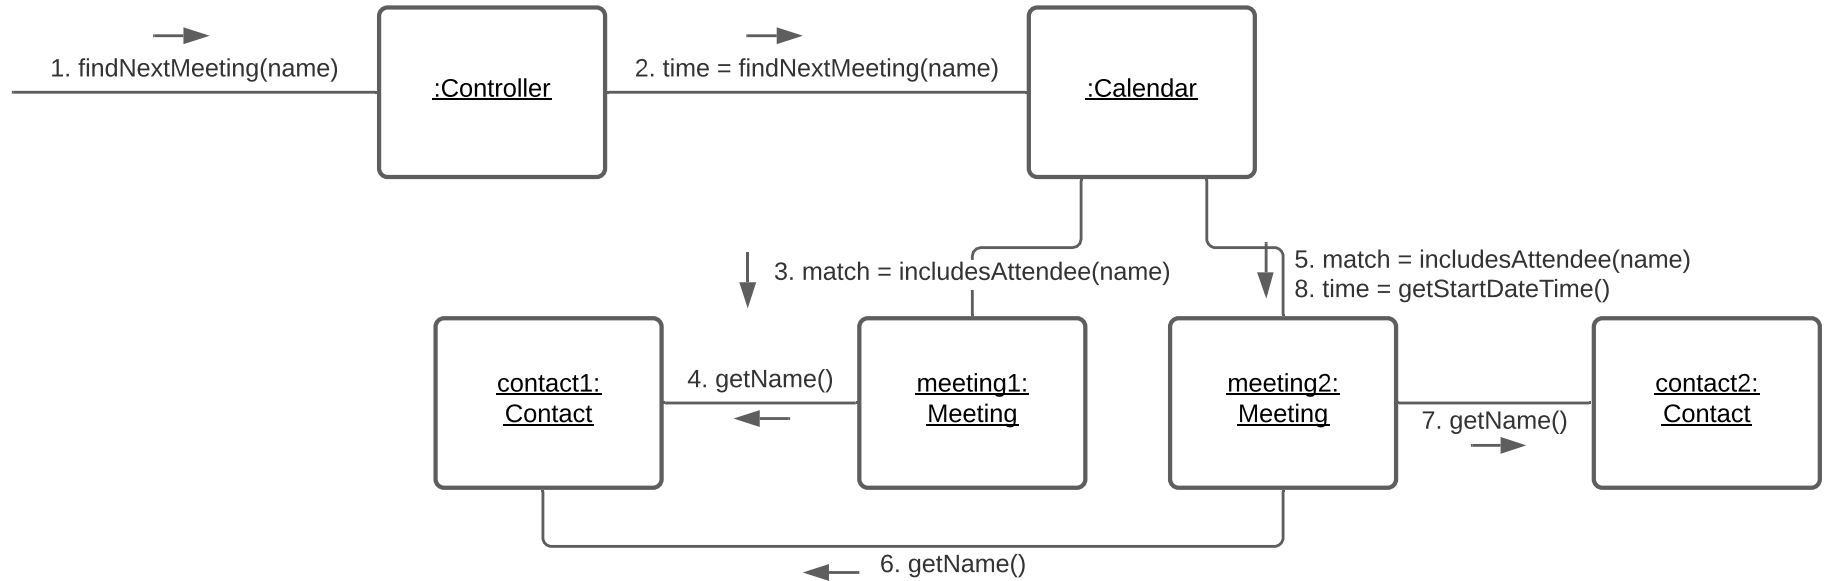 1. findNextMeeting(name)
:Controller
2. time = findNextMeeting(name)
:Calendar
3. match = includesAttendee(name)
5. match = includesAttendee(name)
8. time = getStartDateTime()
contact1:
Contact
4. getName()
meeting1:
Meeting
meeting2:
Meeting
7. getName()
contact2:
Contact
6. getName()